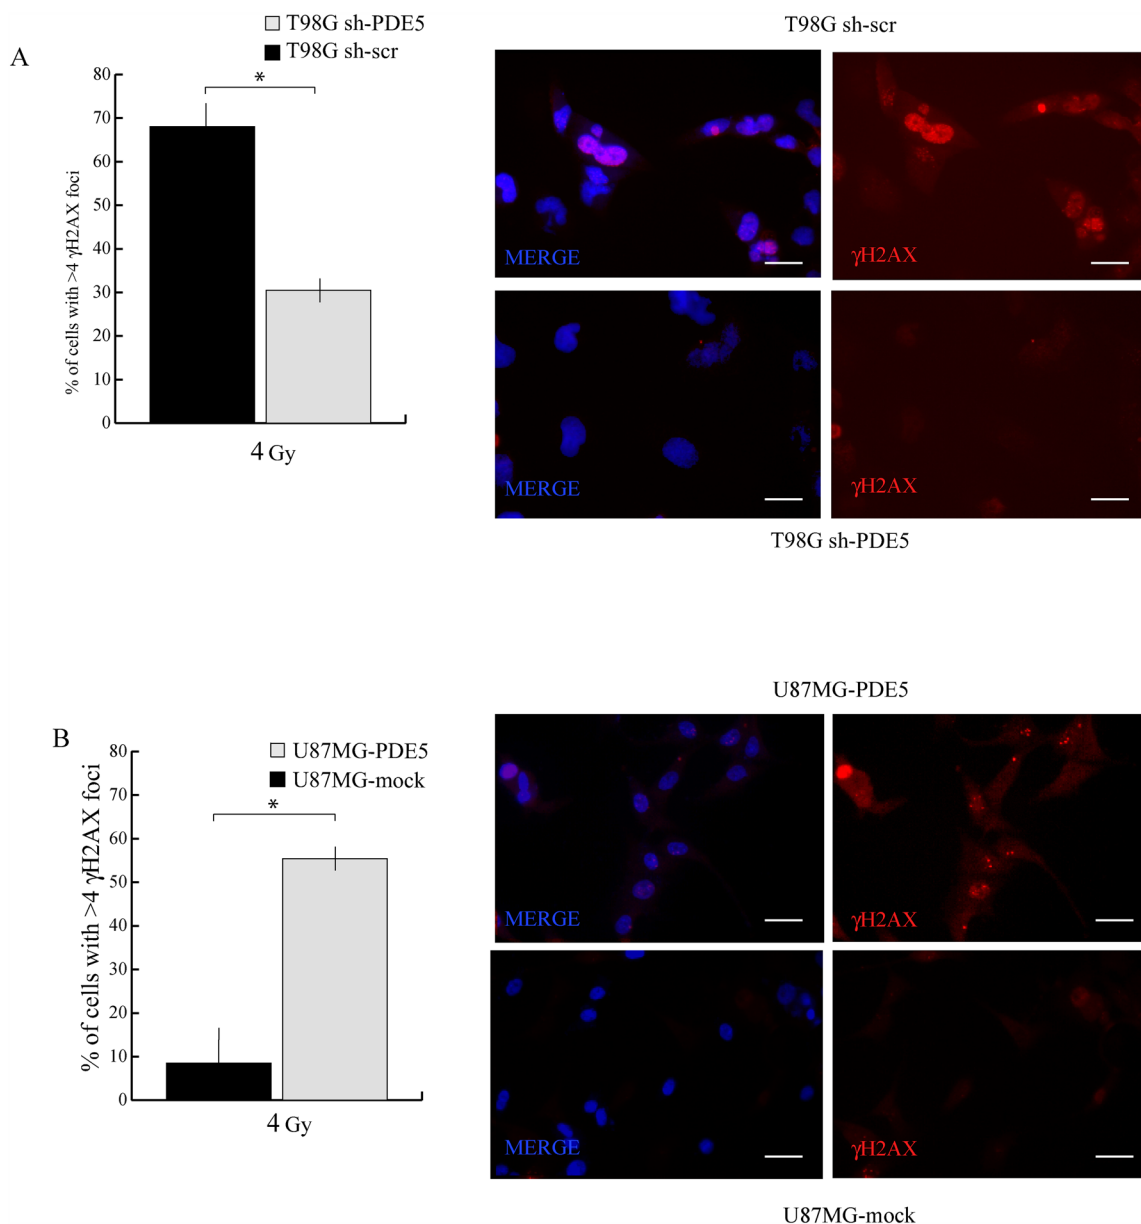 A
T98G sh-PDE5
T98G sh-scr
*
80
70
60
50
40
30
20
10
0
% of cells with >4 γH2AX foci
4 Gy
T98G sh-scr
MERGE
γH2AX
MERGE
γH2AX
T98G sh-PDE5
B
U87MG-PDE5
U87MG-mock
*
80
70
60
50
40
30
20
10
0
% of cells with >4 γH2AX foci
4 Gy
U87MG-PDE5
MERGE
γH2AX
MERGE
γH2AX
U87MG-mock